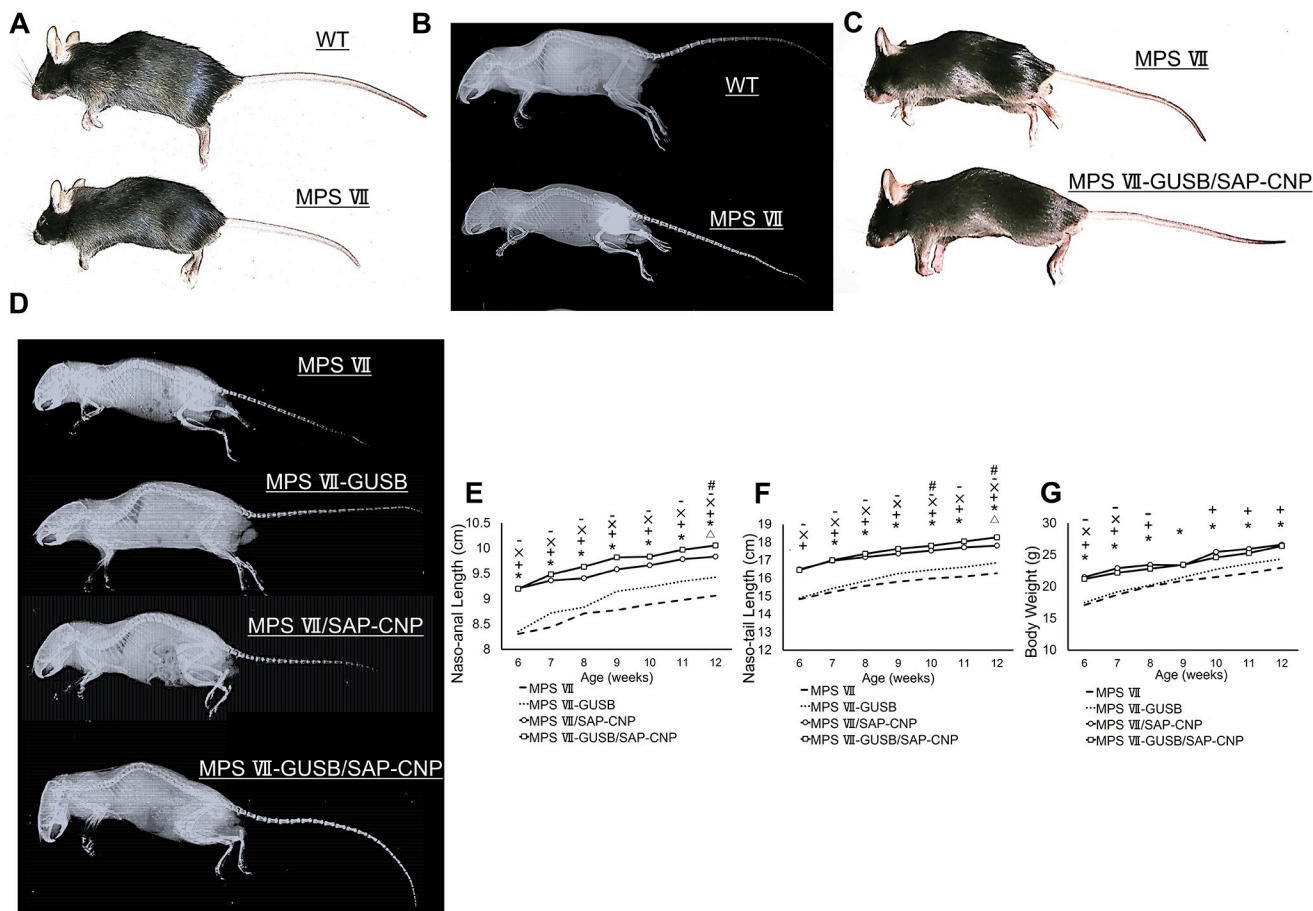 A
WT
MPS Ⅶ
B
WT
MPS Ⅶ
C
MPS Ⅶ
MPS Ⅶ-GUSB/SAP-CNP
D
MPS Ⅶ
MPS Ⅶ-GUSB
MPS Ⅶ/SAP-CNP
MPS Ⅶ-GUSB/SAP-CNP
E
Naso-anal Length (cm)
10.5
10
9.5
9
8.5
8
- × + *
- × + *
- × + *
- × + *
- × + *
- × + *
# - × + * △
6 7 8 9 10 11 12
Age (weeks)
MPS Ⅶ
MPS Ⅶ-GUSB
MPS Ⅶ/SAP-CNP
MPS Ⅶ-GUSB/SAP-CNP
F
Naso-tail Length (cm)
19
18
17
16
15
14
13
12
- × +
- × + *
- × + *
- × + *
# - × + *
- × + *
# - × + * △
6 7 8 9 10 11 12
Age (weeks)
MPS Ⅶ
MPS Ⅶ-GUSB
MPS Ⅶ/SAP-CNP
MPS Ⅶ-GUSB/SAP-CNP
G
Body Weight (g)
30
25
20
15
10
- × + *
- × + *
- + *
*
+ *
+ *
+ *
6 7 8 9 10 11 12
Age (weeks)
MPS Ⅶ
MPS Ⅶ-GUSB
MPS Ⅶ/SAP-CNP
MPS Ⅶ-GUSB/SAP-CNP